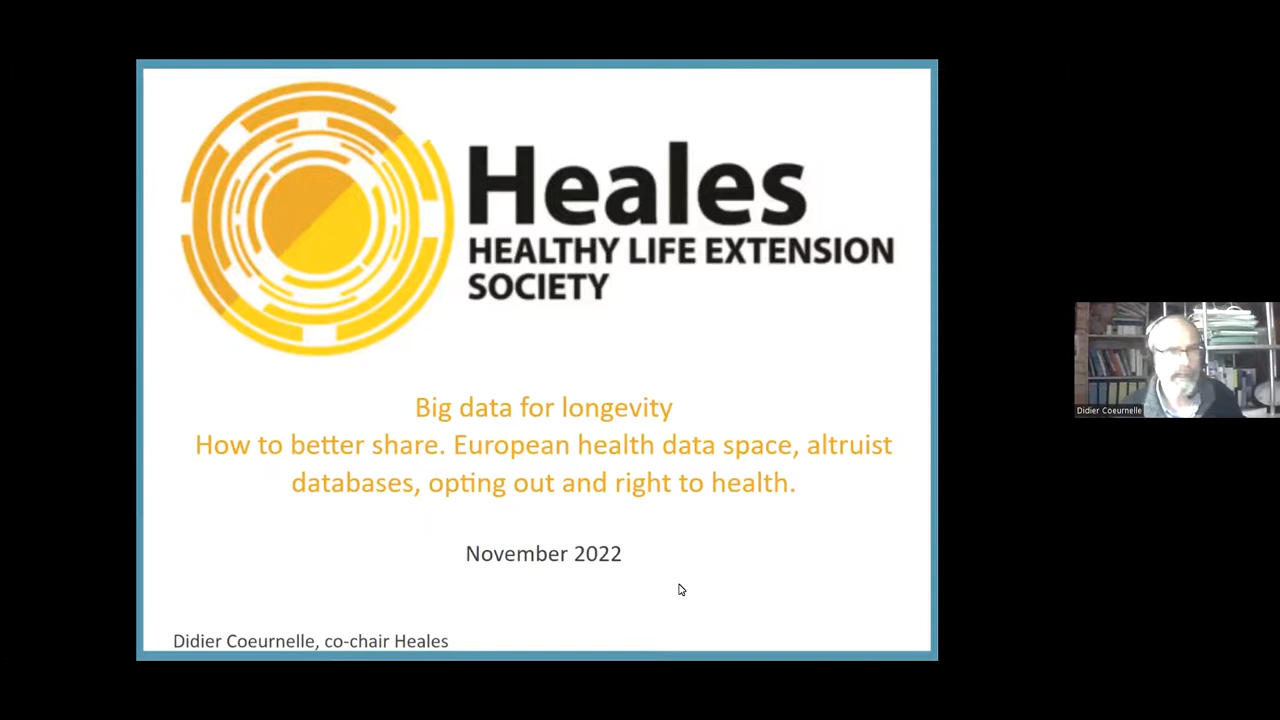 Heales
HEALTHY LIFE EXTENSION
SOCIETY
Big data for longevity
How to better share. European health data space, altruist
databases, opting out and right to health.
November 2022
Didier Coeurnelle, co-chair Heales
Didier Coeurnelle